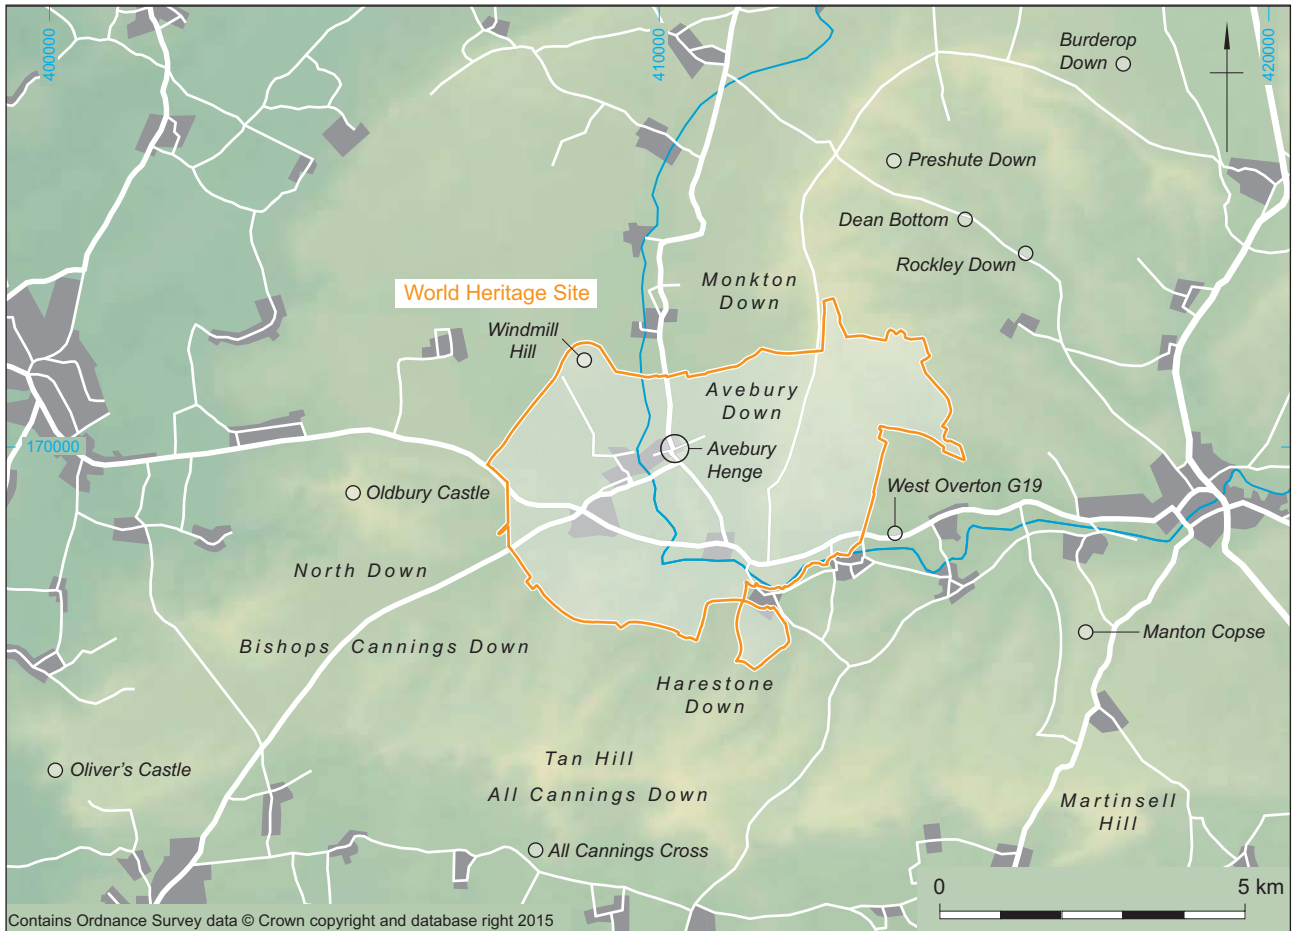 400000
410000
420000
Burderop
Down
Preshute Down
Dean Bottom
Rockley Down
Monkton
Down
World Heritage Site
Windmill
Hill
Avebury
Down
170000
Avebury
Henge
Oldbury Castle
West Overton G19
North Down
Bishops Cannings Down
Manton Copse
Harestone
Down
Tan Hill
Oliver's Castle
All Cannings Down
Martinsell
Hill
All Cannings Cross
0 5 km
Contains Ordnance Survey data © Crown copyright and database right 2015